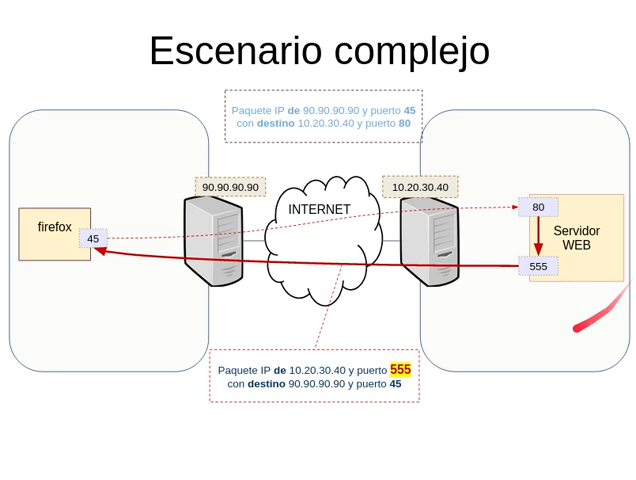 Escenario complejo
Paquete IP de 90.90.90.90 y puerto 45
con destino 10.20.30.40 y puerto 80
90.90.90.90
10.20.30.40
INTERNET
firefox
45
80
Servidor
WEB
555
Paquete IP de 10.20.30.40 y puerto 555
con destino 90.90.90.90 y puerto 45